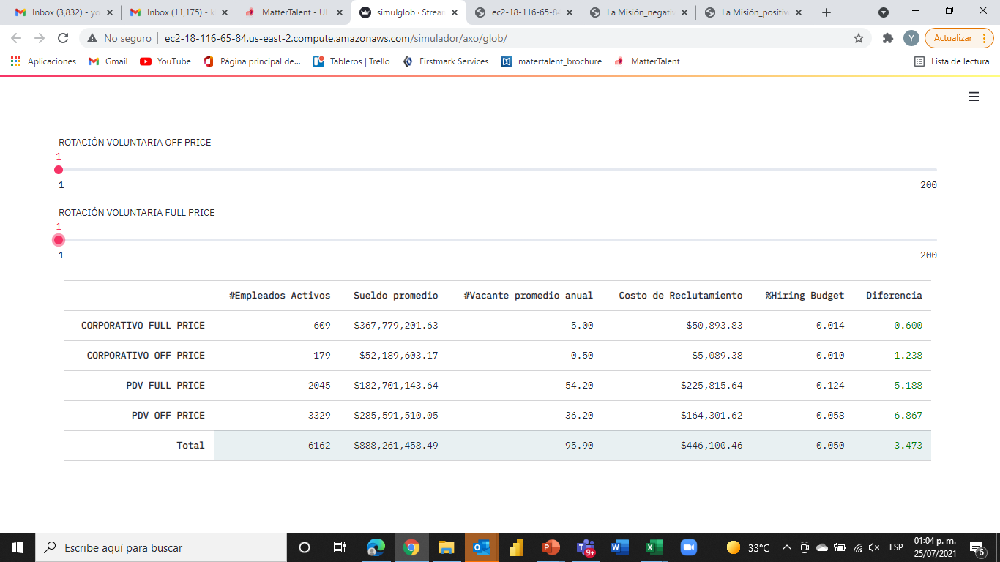 Inbox (3,832) - yo
Inbox (11,175) - k
MatterTalent - UI
simulglob · Strea
ec2-18-116-65-84
La Misión_negati
La Misión_positiv
No seguro
ec2-18-116-65-84.us-east-2.compute.amazonaws.com/simulador/axo/glob/
Y
Actualizar
Aplicaciones
Gmail
YouTube
Página principal de...
Tableros | Trello
Firstmark Services
matertalent_brochure
MatterTalent
Lista de lectura
ROTACIÓN VOLUNTARIA OFF PRICE
1
1 200
ROTACIÓN VOLUNTARIA FULL PRICE
1
1 200
#Empleados Activos Sueldo promedio #Vacante promedio anual Costo de Reclutamiento %Hiring Budget Diferencia
CORPORATIVO FULL PRICE 609 $367,779,201.63 5.00 $50,893.83 0.014 -0.600
CORPORATIVO OFF PRICE 179 $52,189,603.17 0.50 $5,089.38 0.010 -1.238
PDV FULL PRICE 2045 $182,701,143.64 54.20 $225,815.64 0.124 -5.188
PDV OFF PRICE 3329 $285,591,510.05 36.20 $164,301.62 0.058 -6.867
Total 6162 $888,261,458.49 95.90 $446,100.46 0.050 -3.473
Escribe aquí para buscar
9+
33°C
ESP
01:04 p. m.
25/07/2021
6